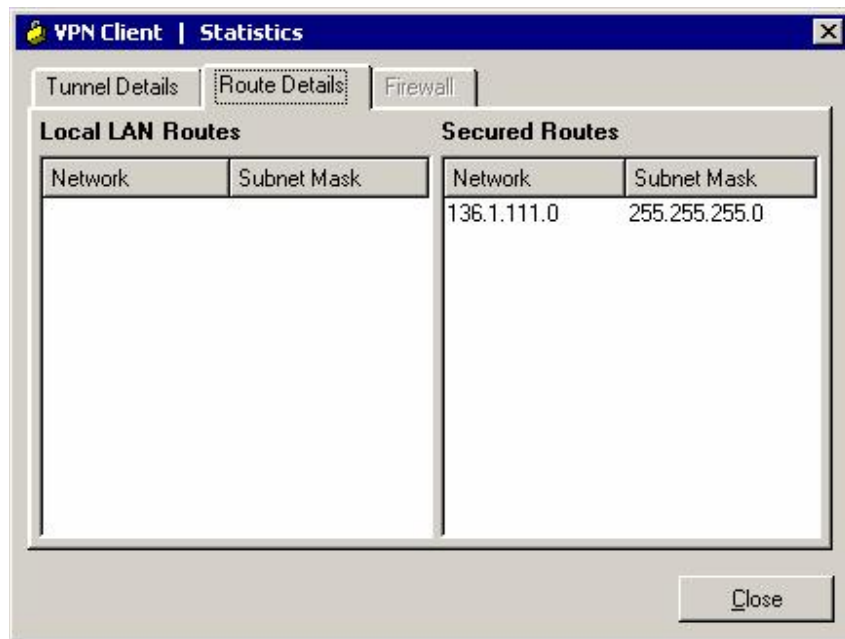 VPN Client | Statistics
Tunnel Details Route Details Firewall
Local LAN Routes Secured Routes
Network Subnet Mask Network Subnet Mask
136.1.111.0 255.255.255.0
Close